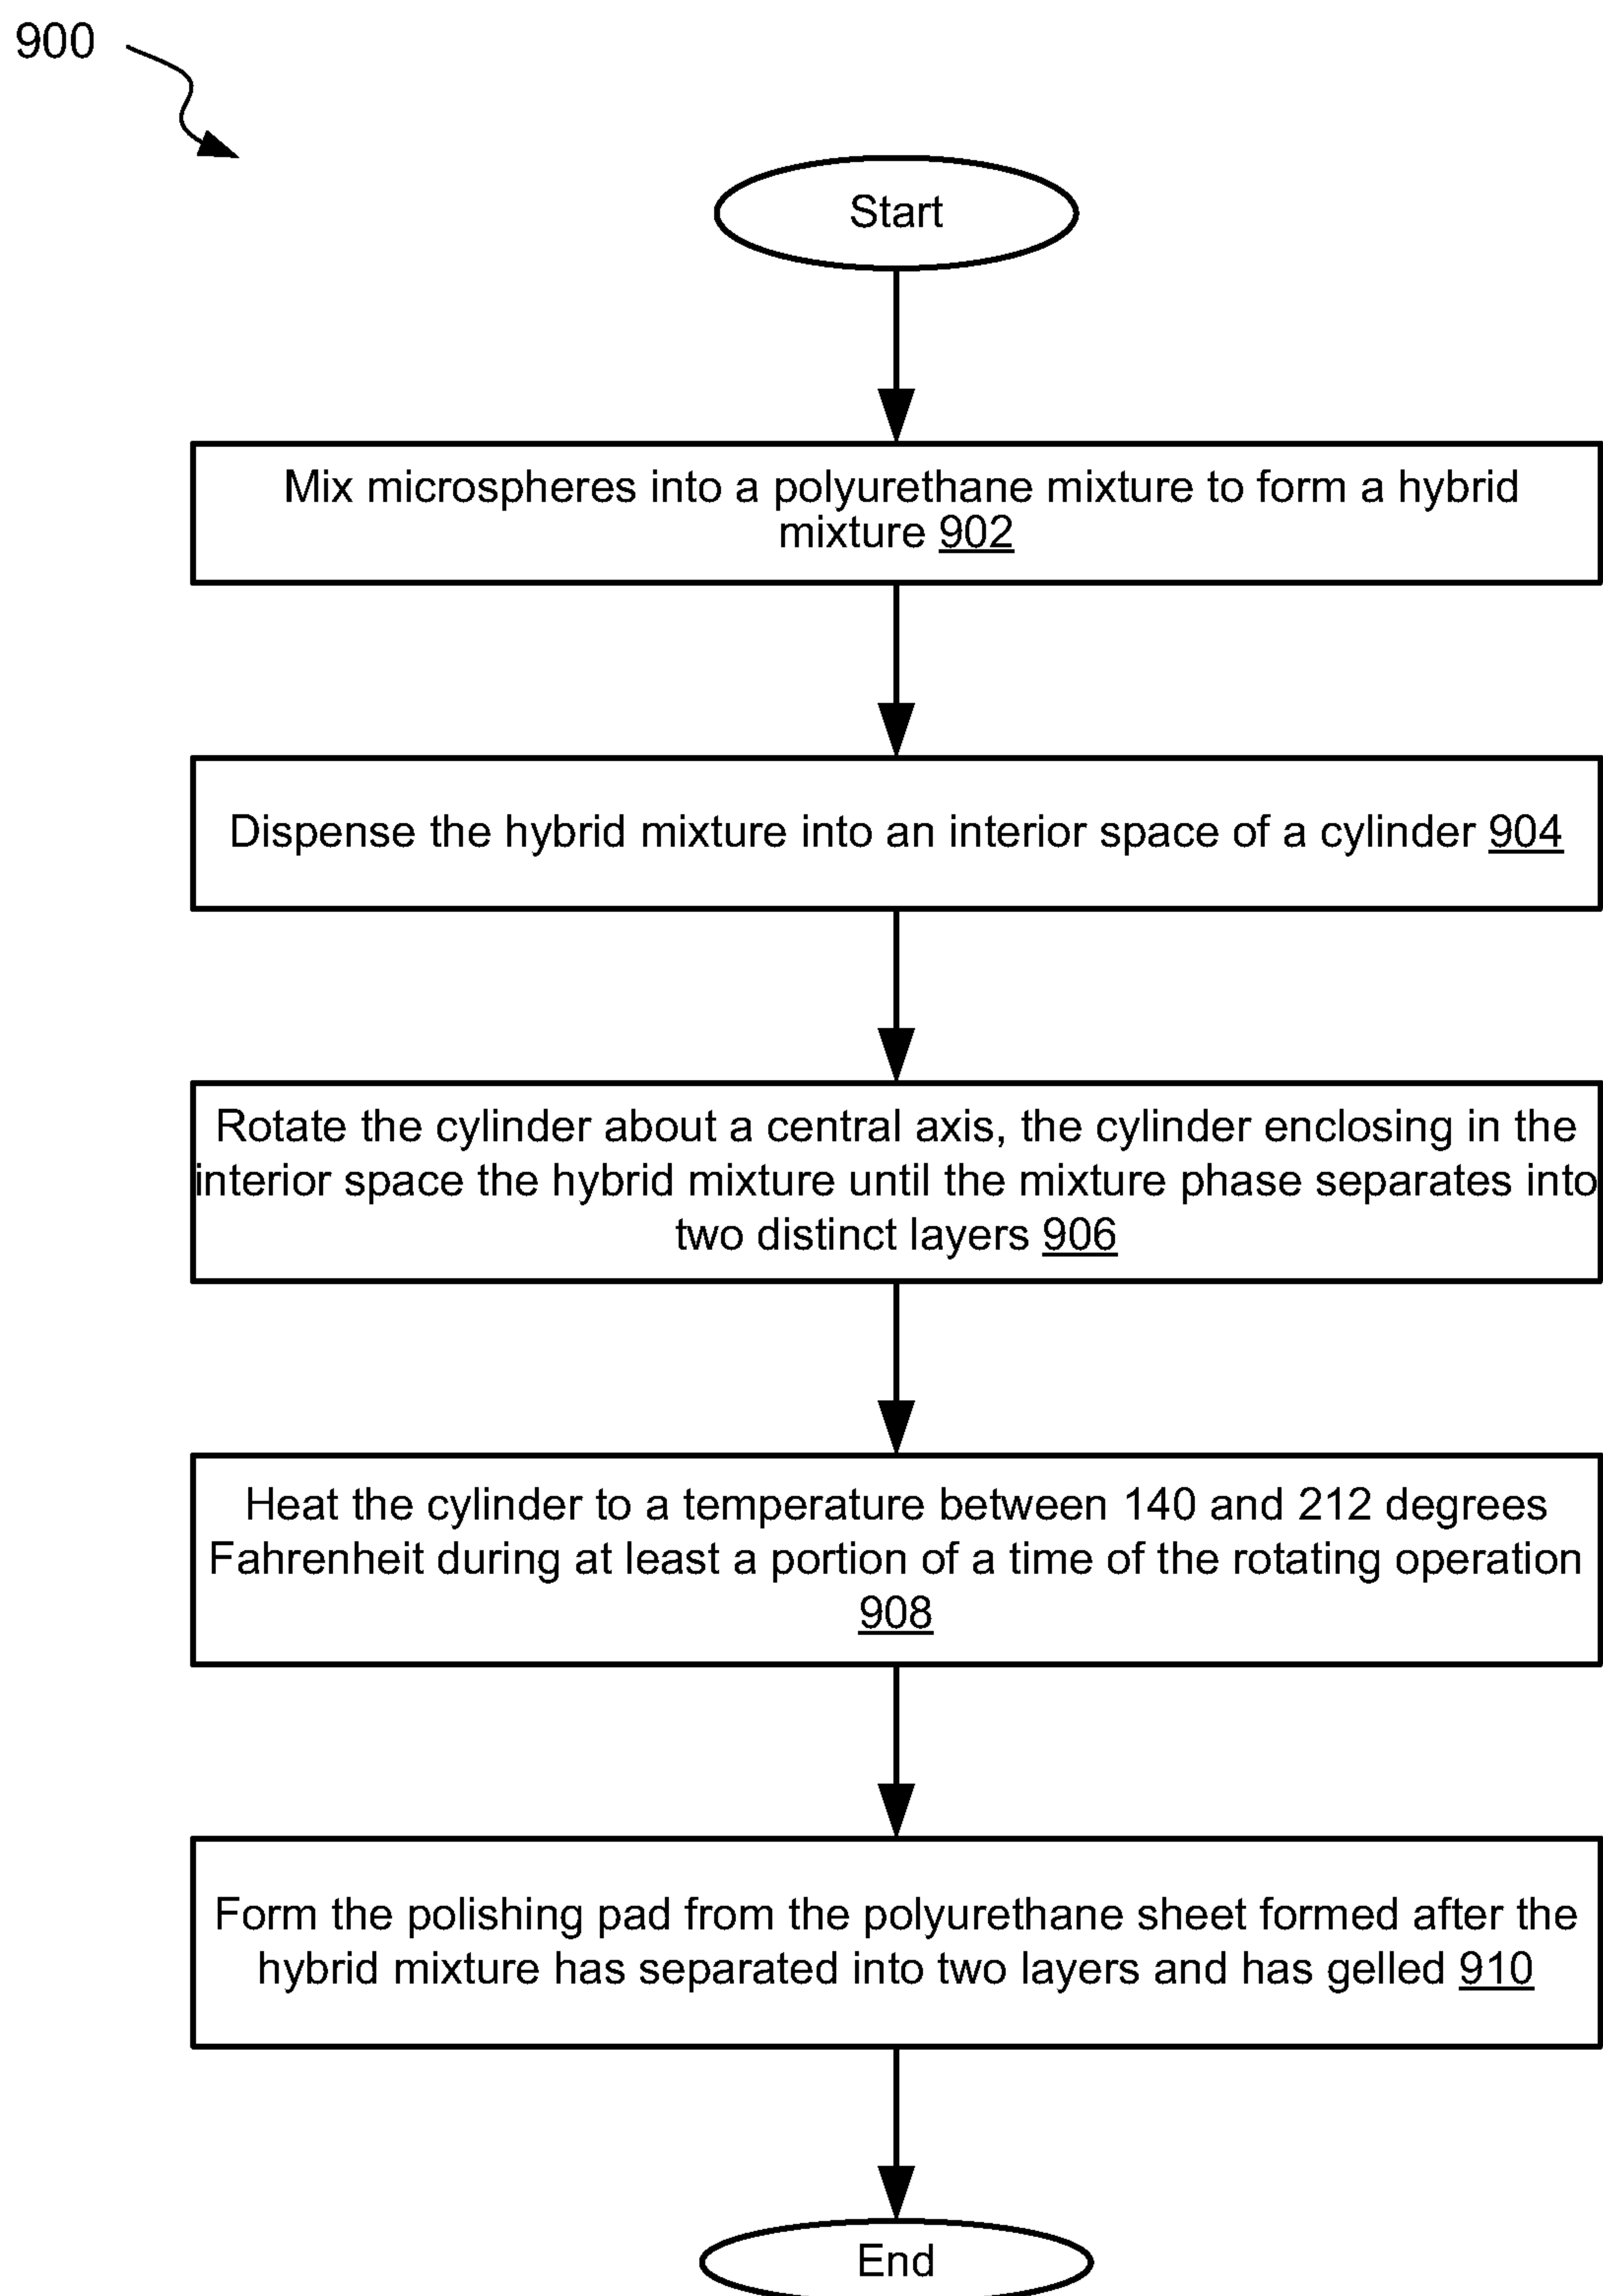 900
Start
Mix microspheres into a polyurethane mixture to form a hybrid
mixture 902
Dispense the hybrid mixture into an interior space of a cylinder 904
Rotate the cylinder about a central axis, the cylinder enclosing in the
interior space the hybrid mixture until the mixture phase separates into
two distinct layers 906
Heat the cylinder to a temperature between 140 and 212 degrees
Fahrenheit during at least a portion of a time of the rotating operation
908
Form the polishing pad from the polyurethane sheet formed after the
hybrid mixture has separated into two layers and has gelled 910
End